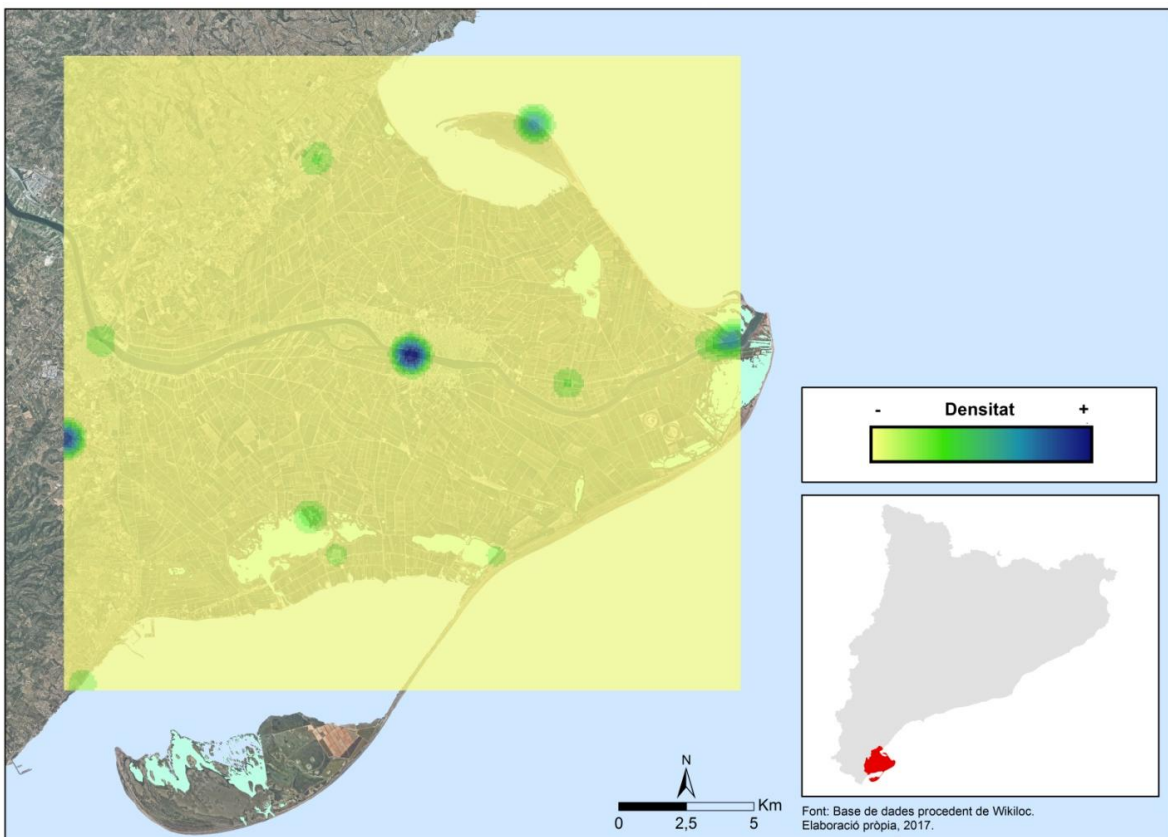 - Densitat +
N
Km
0 2,5 5
Font: Base de dades procedent de Wikiloc.
Elaboració pròpia, 2017.